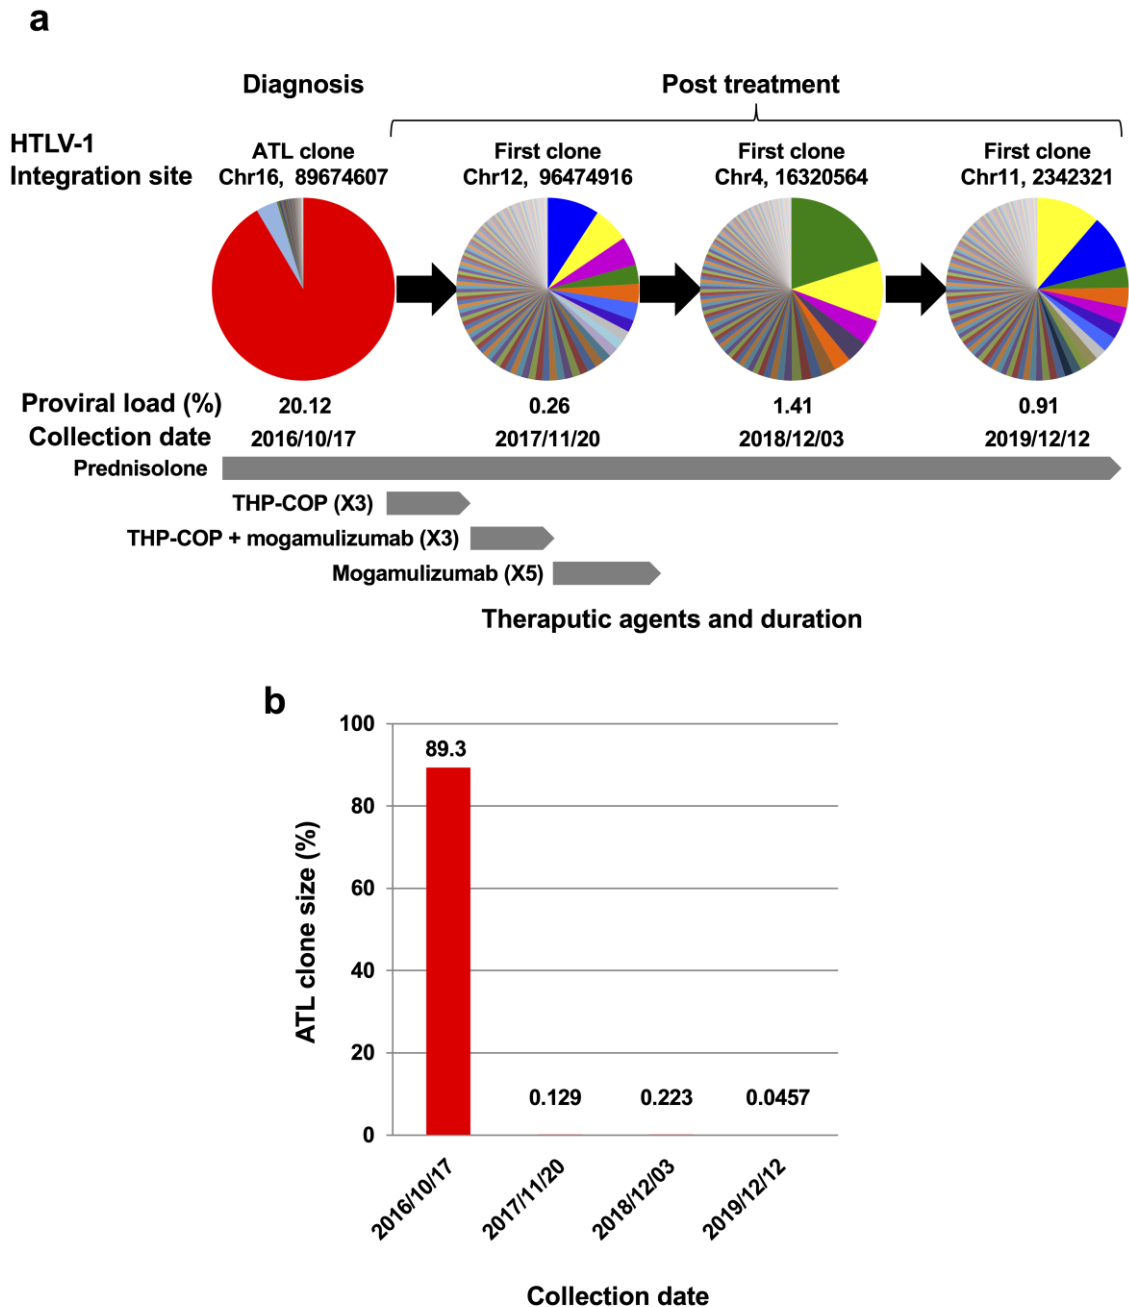 a
Diagnosis
Post treatment
HTLV-1
Integration site
ATL clone
Chr16, 89674607
First clone
Chr12, 96474916
First clone
Chr4, 16320564
First clone
Chr11, 2342321
Proviral load (%) 20.12 0.26 1.41 0.91
Collection date 2016/10/17 2017/11/20 2018/12/03 2019/12/12
Prednisolone
THP-COP (X3)
THP-COP + mogamulizumab (X3)
Mogamulizumab (X5)
Theraputic agents and duration
b
ATL clone size (%)
100
80
60
40
20
0
89.3
0.129
0.223
0.0457
2016/10/17
2017/11/20
2018/12/03
2019/12/12
Collection date